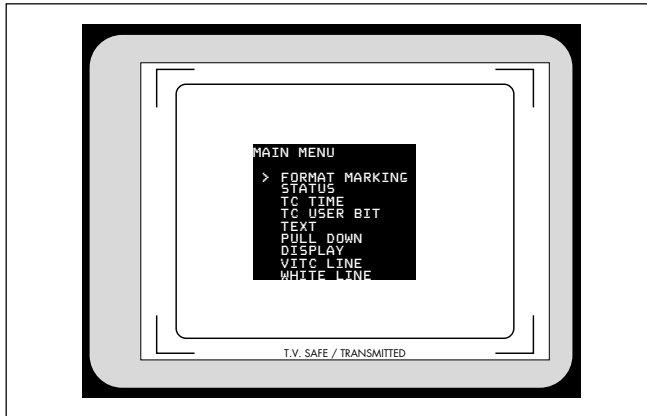 MAIN MENU
> FORMAT MARKING
STATUS
TC TIME
TC USER BIT
TEXT
PULL DOWN
DISPLAY
VITC LINE
WHITE LINE
T.V. SAFE / TRANSMITTED